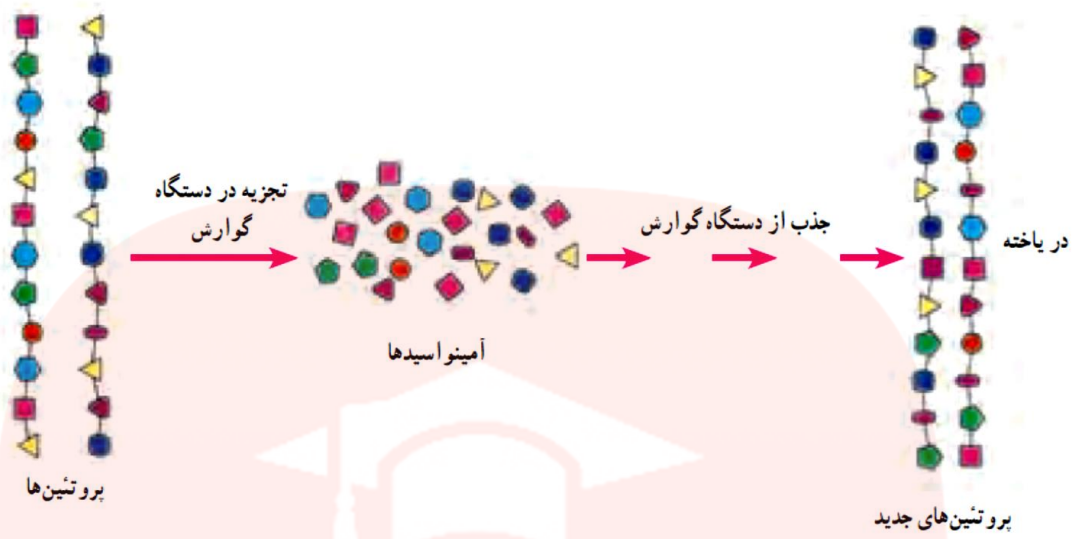 تجزیه در دستگاه
گوارش
جذب از دستگاه گوارش
در یاخته
آمینو اسیدها
پروتئین‌ها
پروتئین‌های جدید